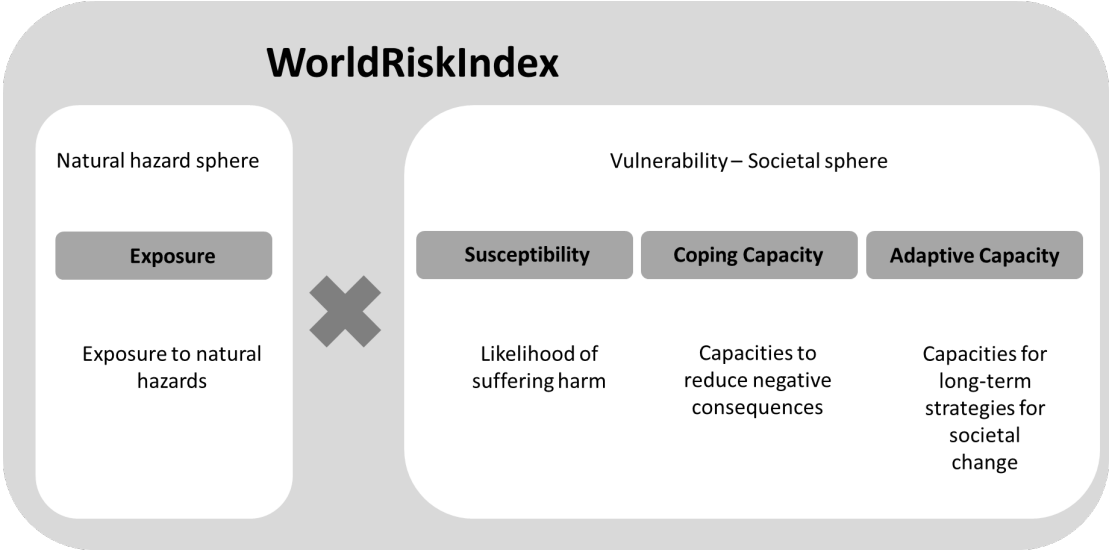 WorldRiskIndex
Natural hazard sphere
Exposure
Exposure to natural
hazards
Vulnerability – Societal sphere
Susceptibility
Likelihood of
suffering harm
Coping Capacity
Capacities to
reduce negative
consequences
Adaptive Capacity
Capacities for
long-term
strategies for
societal
change